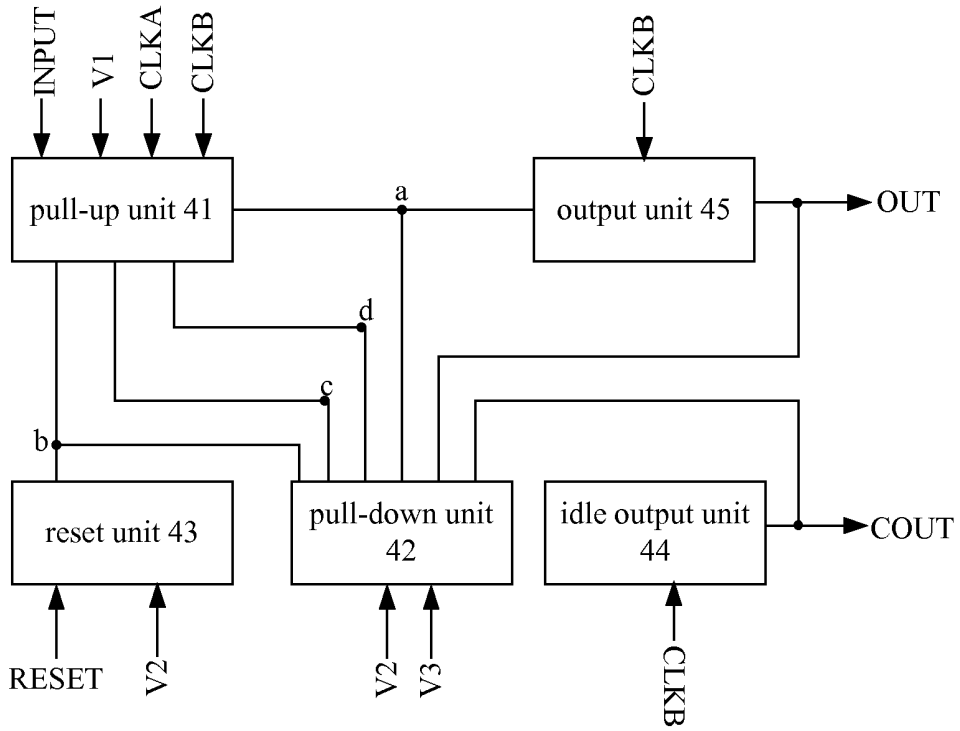 INPUT
V1
CLKA
CLKB
CLKB
pull-up unit 41
a
output unit 45
OUT
d
c
b
reset unit 43
pull-down unit
42
idle output unit
44
COUT
RESET
V2
V2
V3
CLKB